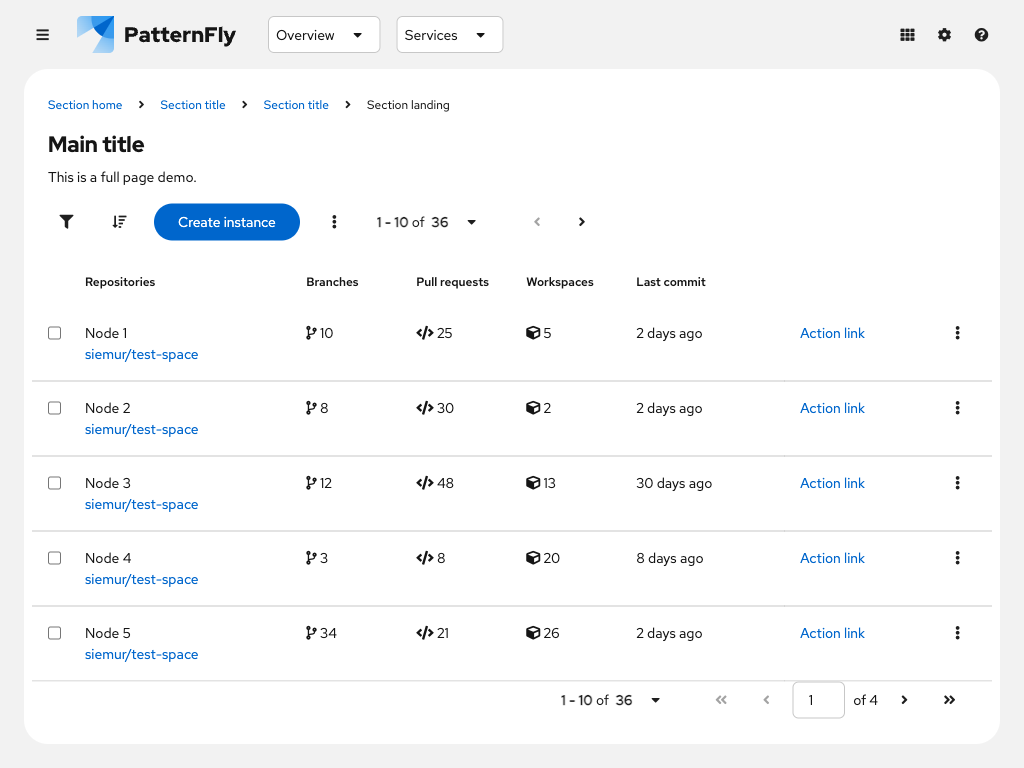 PatternFly Overview Services
Section home Section title Section title Section landing
Main title
This is a full page demo.
Create instance 1 - 10 of 36
Repositories Branches Pull requests Workspaces Last commit
Node 1 10 25 5 2 days ago Action link
siemur/test-space
Node 2 8 30 2 2 days ago Action link
siemur/test-space
Node 3 12 48 13 30 days ago Action link
siemur/test-space
Node 4 3 8 20 8 days ago Action link
siemur/test-space
Node 5 34 21 26 2 days ago Action link
siemur/test-space
1 - 10 of 36 1 of 4